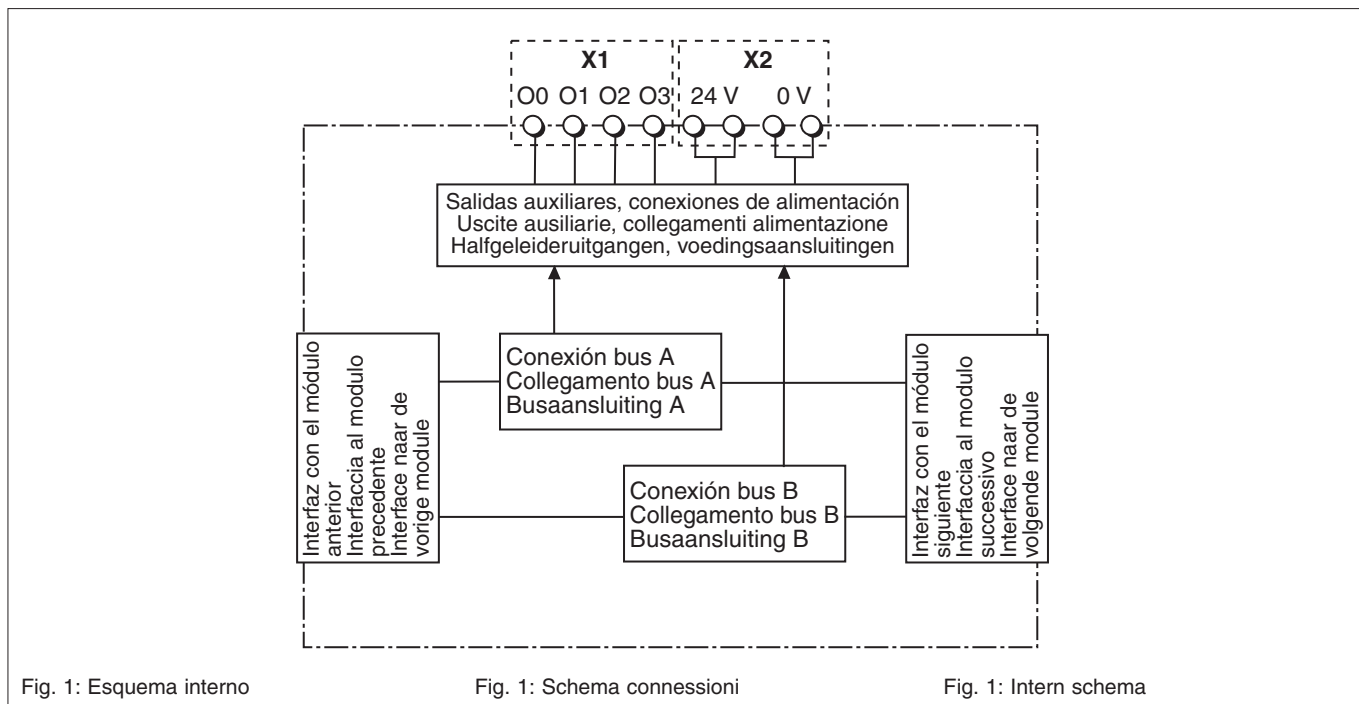 X1 X2
O0 O1 O2 O3 24 V 0 V
Salidas auxiliares, conexiones de alimentación
Uscite ausiliarie, collegamenti alimentazione
Halfgeleideruitgangen, voedingsaansluitingen
Interfaz con el módulo
anterior
Interfaccia al modulo
precedente
Interface naar de
vorige module
Conexión bus A
Collegamento bus A
Busaansluiting A
Conexión bus B
Collegamento bus B
Busaansluiting B
Interfaz con el módulo
siguiente
Interfaccia al modulo
successivo
Interface naar de
volgende module
Fig. 1: Esquema interno
Fig. 1: Schema connessioni
Fig. 1: Intern schema